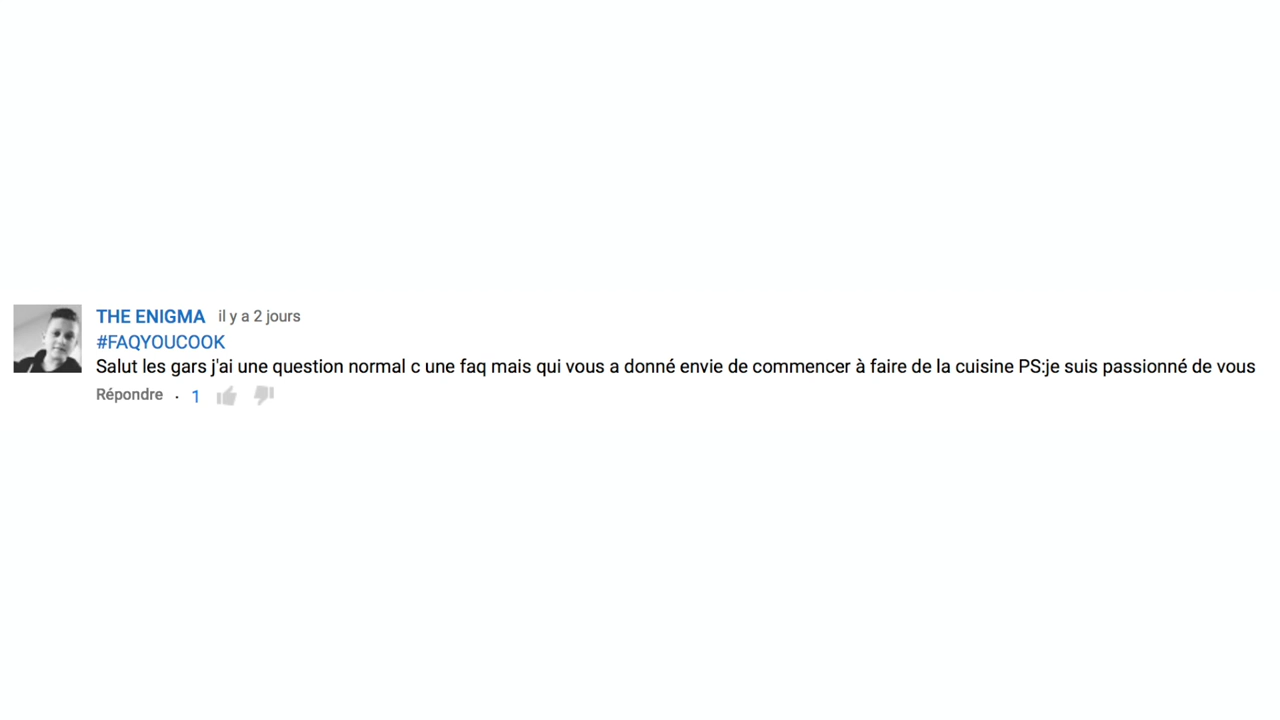 THE ENIGMA il y a 2 jours
#FAQYOUCOOK
Salut les gars j'ai une question normal c une faq mais qui vous a donné envie de commencer à faire de la cuisine PS:je suis passionné de vous
Répondre · 1